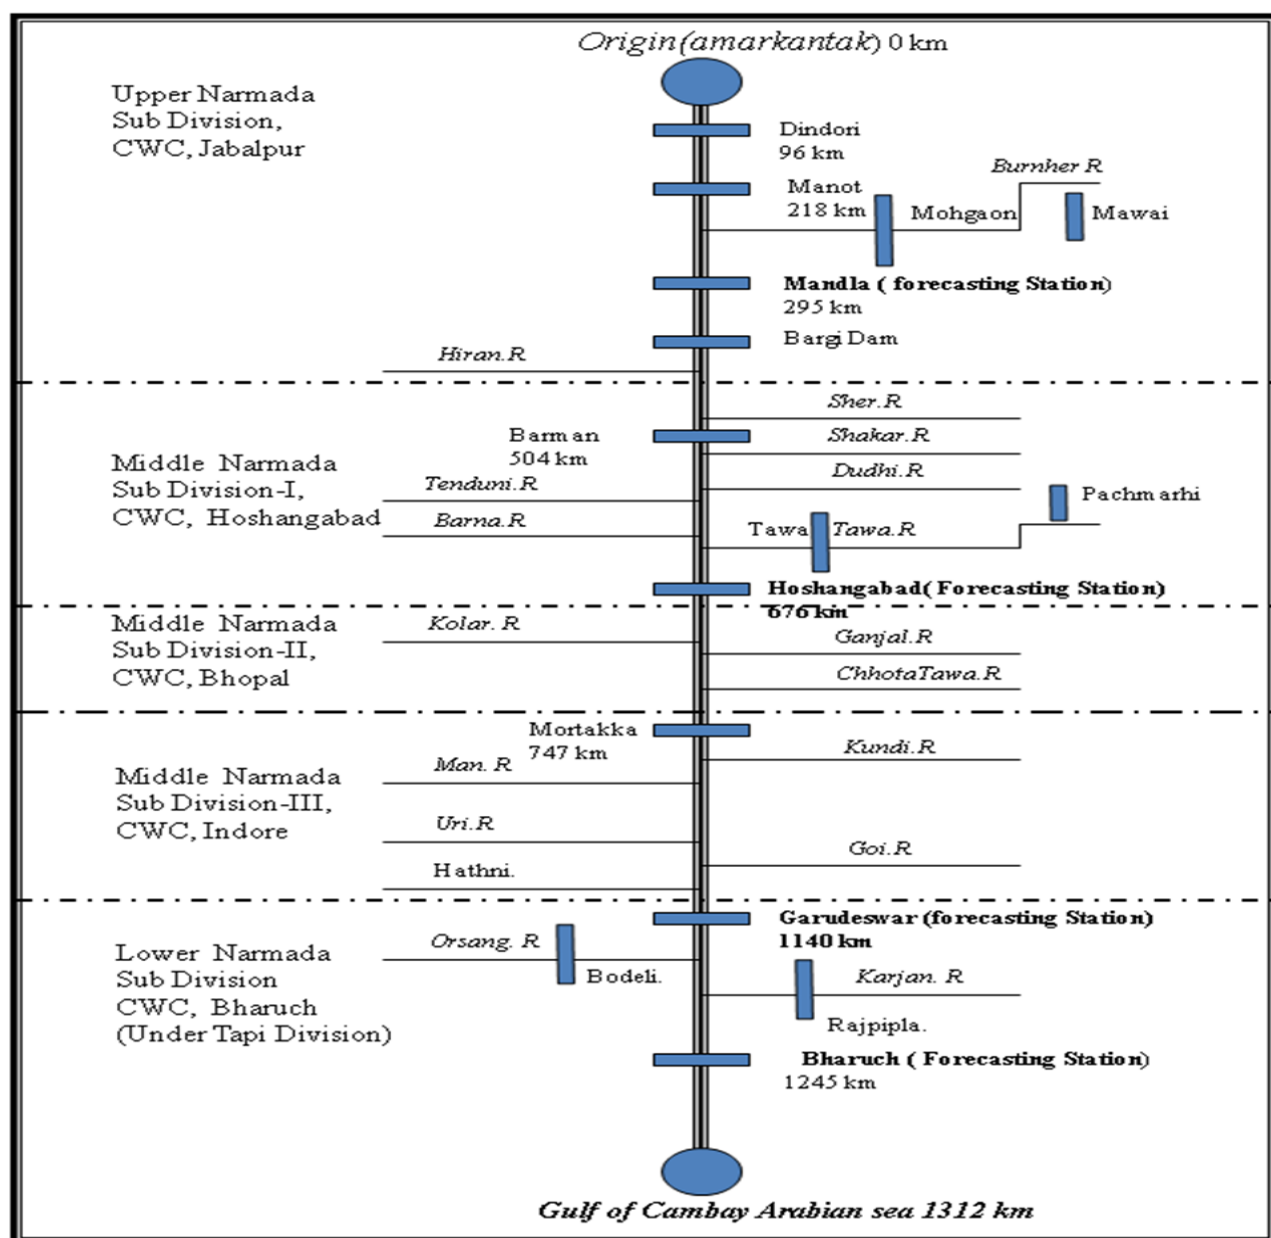 Origin(amarkantak) 0 km
Upper Narmada
Sub Division,
CWC, Jabalpur
Dindori
96 km
Manot
218 km
Burnher R
Mohgaon
Mawai
Mandla ( forecasting Station)
295 km
Bargi Dam
Hiran.R
Sher.R
Barman
504 km
Shakar.R
Middle Narmada
Sub Division-I,
CWC, Hoshangabad
Tenduni.R
Dudhi.R
Pachmarhi
Barna.R
Tawa
Tawa.R
Hoshangabad( Forecasting Station)
676 km
Middle Narmada
Sub Division-II,
CWC, Bhopal
Kolar. R
Ganjal.R
ChhotaTawa.R
Mortakka
747 km
Kundi.R
Man. R
Middle Narmada
Sub Division-III,
CWC, Indore
Uri.R
Goi.R
Hathni.
Garudeswar (forecasting Station)
1140 km
Lower Narmada
Sub Division
CWC, Bharuch
(Under Tapi Division)
Orsang. R
Bodeli.
Karjan. R
Rajpipla.
Bharuch ( Forecasting Station)
1245 km
Gulf of Cambay Arabian sea 1312 km